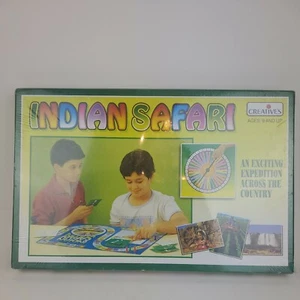 INDIAN SAFARI
CREATIVES
AN EXCITING
EXPEDITION
ACROSS THE
COUNTRY